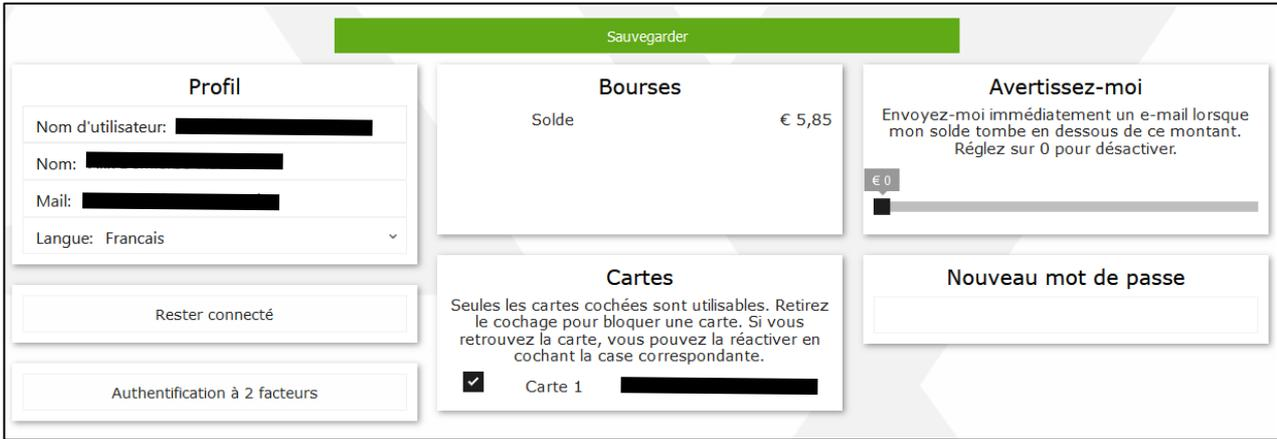 Sauvegarder
Profil
Nom d'utilisateur:
Nom:
Mail:
Langue: Francais
Rester connecté
Authentification à 2 facteurs
Bourses
Solde € 5,85
Cartes
Seules les cartes cochées sont utilisables. Retirez
le cochage pour bloquer une carte. Si vous
retrouvez la carte, vous pouvez la réactiver en
cochant la case correspondante.
Carte 1
Avertissez-moi
Envoyez-moi immédiatement un e-mail lorsque
mon solde tombe en dessous de ce montant.
Réglez sur 0 pour désactiver.
€ 0
Nouveau mot de passe